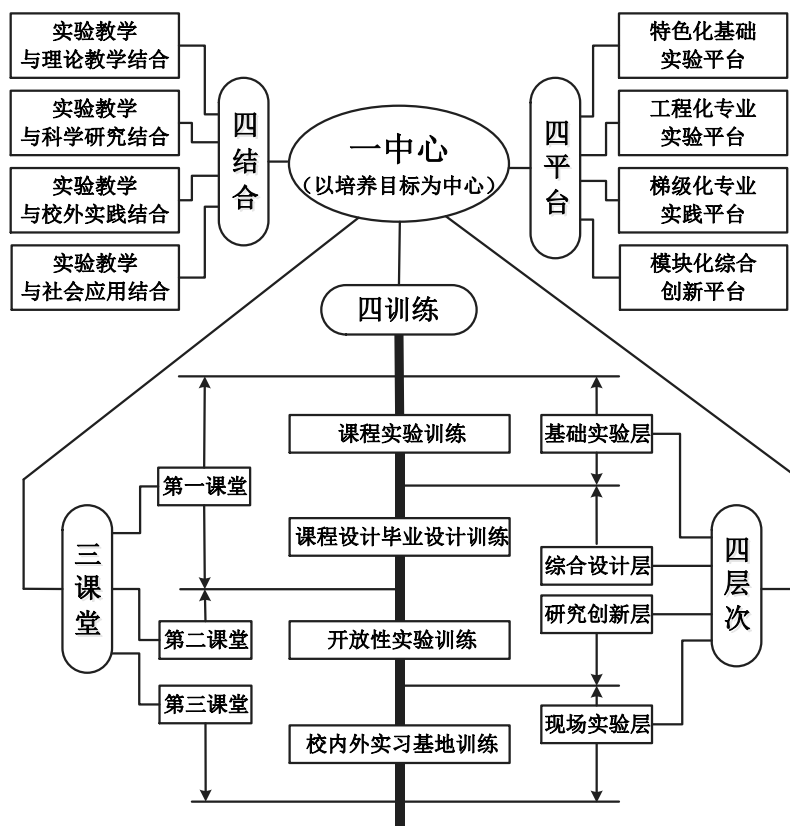 实验教学
与理论教学结合
实验教学
与科学研究结合
实验教学
与校外实践结合
实验教学
与社会应用结合
四结合
一中心
（以培养目标为中心）
四平台
特色化基础
实验平台
工程化专业
实验平台
梯级化专业
实践平台
模块化综合
创新平台
四训练
课程实验训练
基础实验层
第一课堂
课程设计毕业设计训练
三课堂
四层次
综合设计层
研究创新层
第二课堂
开放性实验训练
第三课堂
现场实验层
校内外实习基地训练